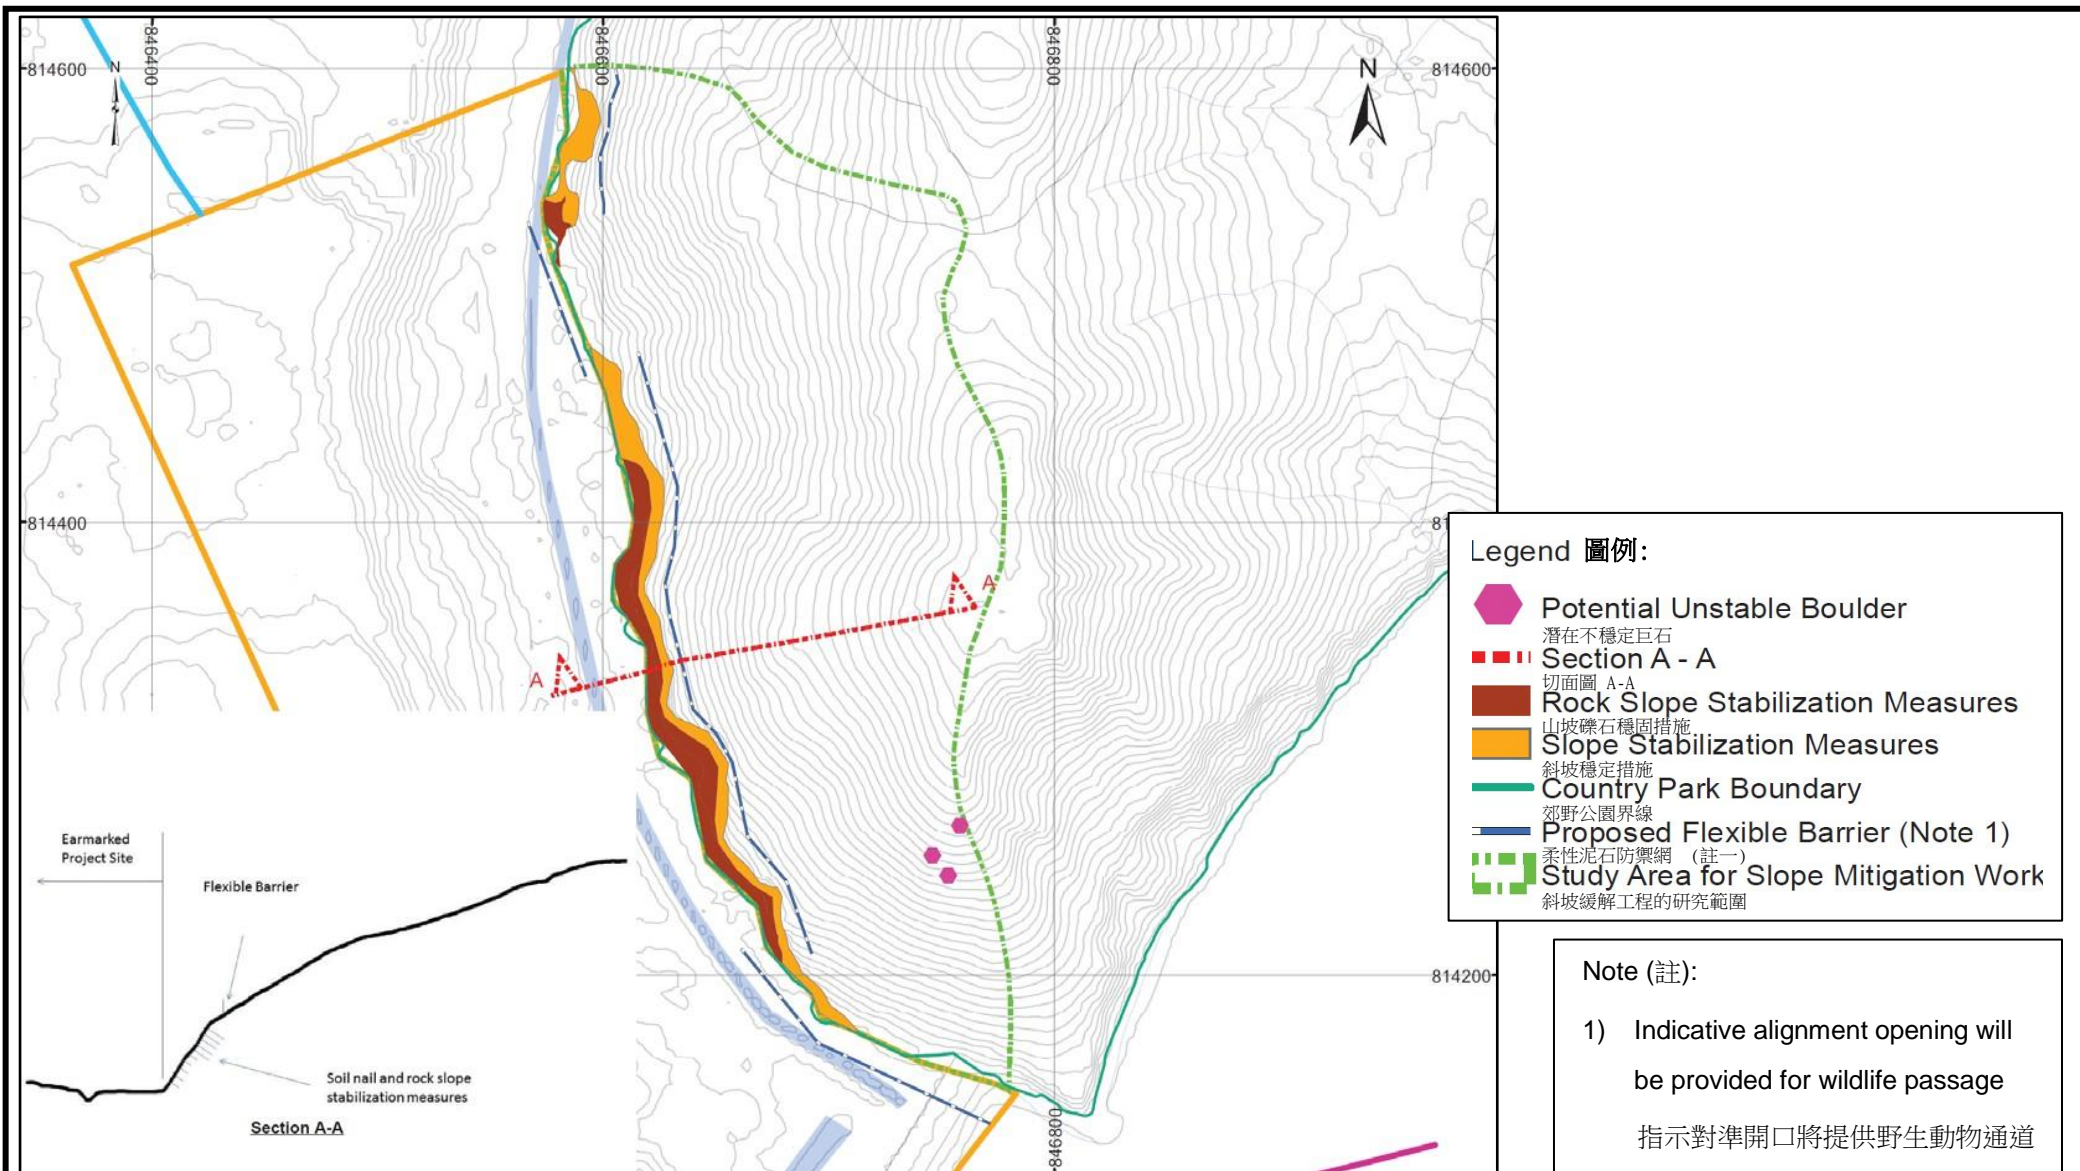 846400
846600
846800
814600
N
N
814600
814400
81
A
A
Legend 圖例:
Potential Unstable Boulder
潛在不穩定巨石
Section A - A
切面圖 A-A
Rock Slope Stabilization Measures
山坡礫石穩固措施
Slope Stabilization Measures
斜坡穩定措施
Country Park Boundary
郊野公園界線
Proposed Flexible Barrier (Note 1)
柔性泥石防禦網 (註一)
Study Area for Slope Mitigation Work
斜坡緩解工程的研究範圍
Earmarked
Project Site
Flexible Barrier
Soil nail and rock slope
stabilization measures
Section A-A
814200
846800
Note (註):
1) Indicative alignment opening will
be provided for wildlife passage
指示對準開口將提供野生動物通道